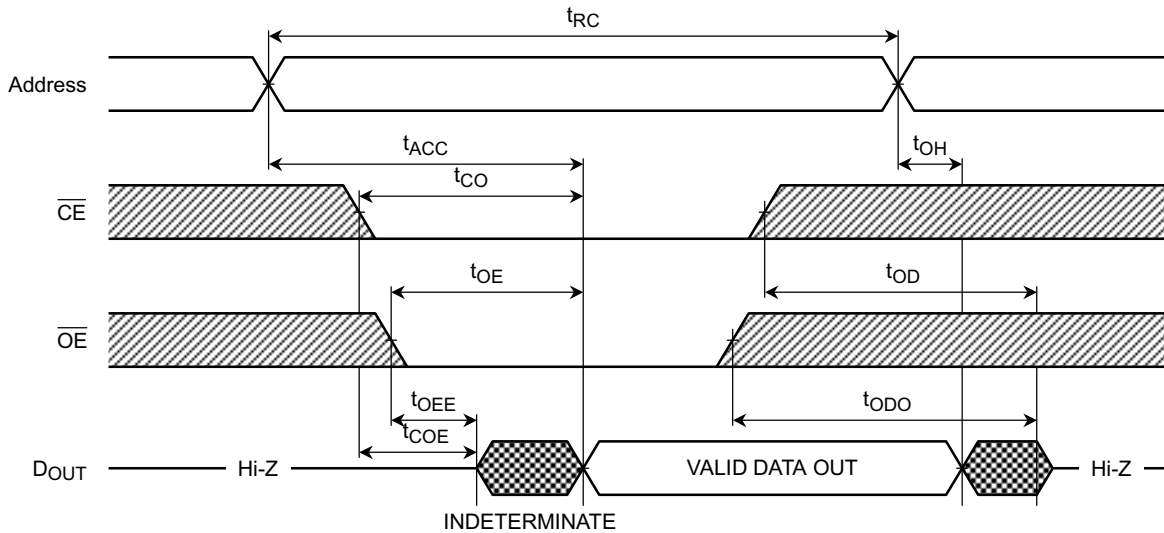 tRC
Address
tACC
tOH
tCO
CE
tOE
tOD
OE
tOEE
tODO
tCOE
DOUT
Hi-Z
VALID DATA OUT
Hi-Z
INDETERMINATE